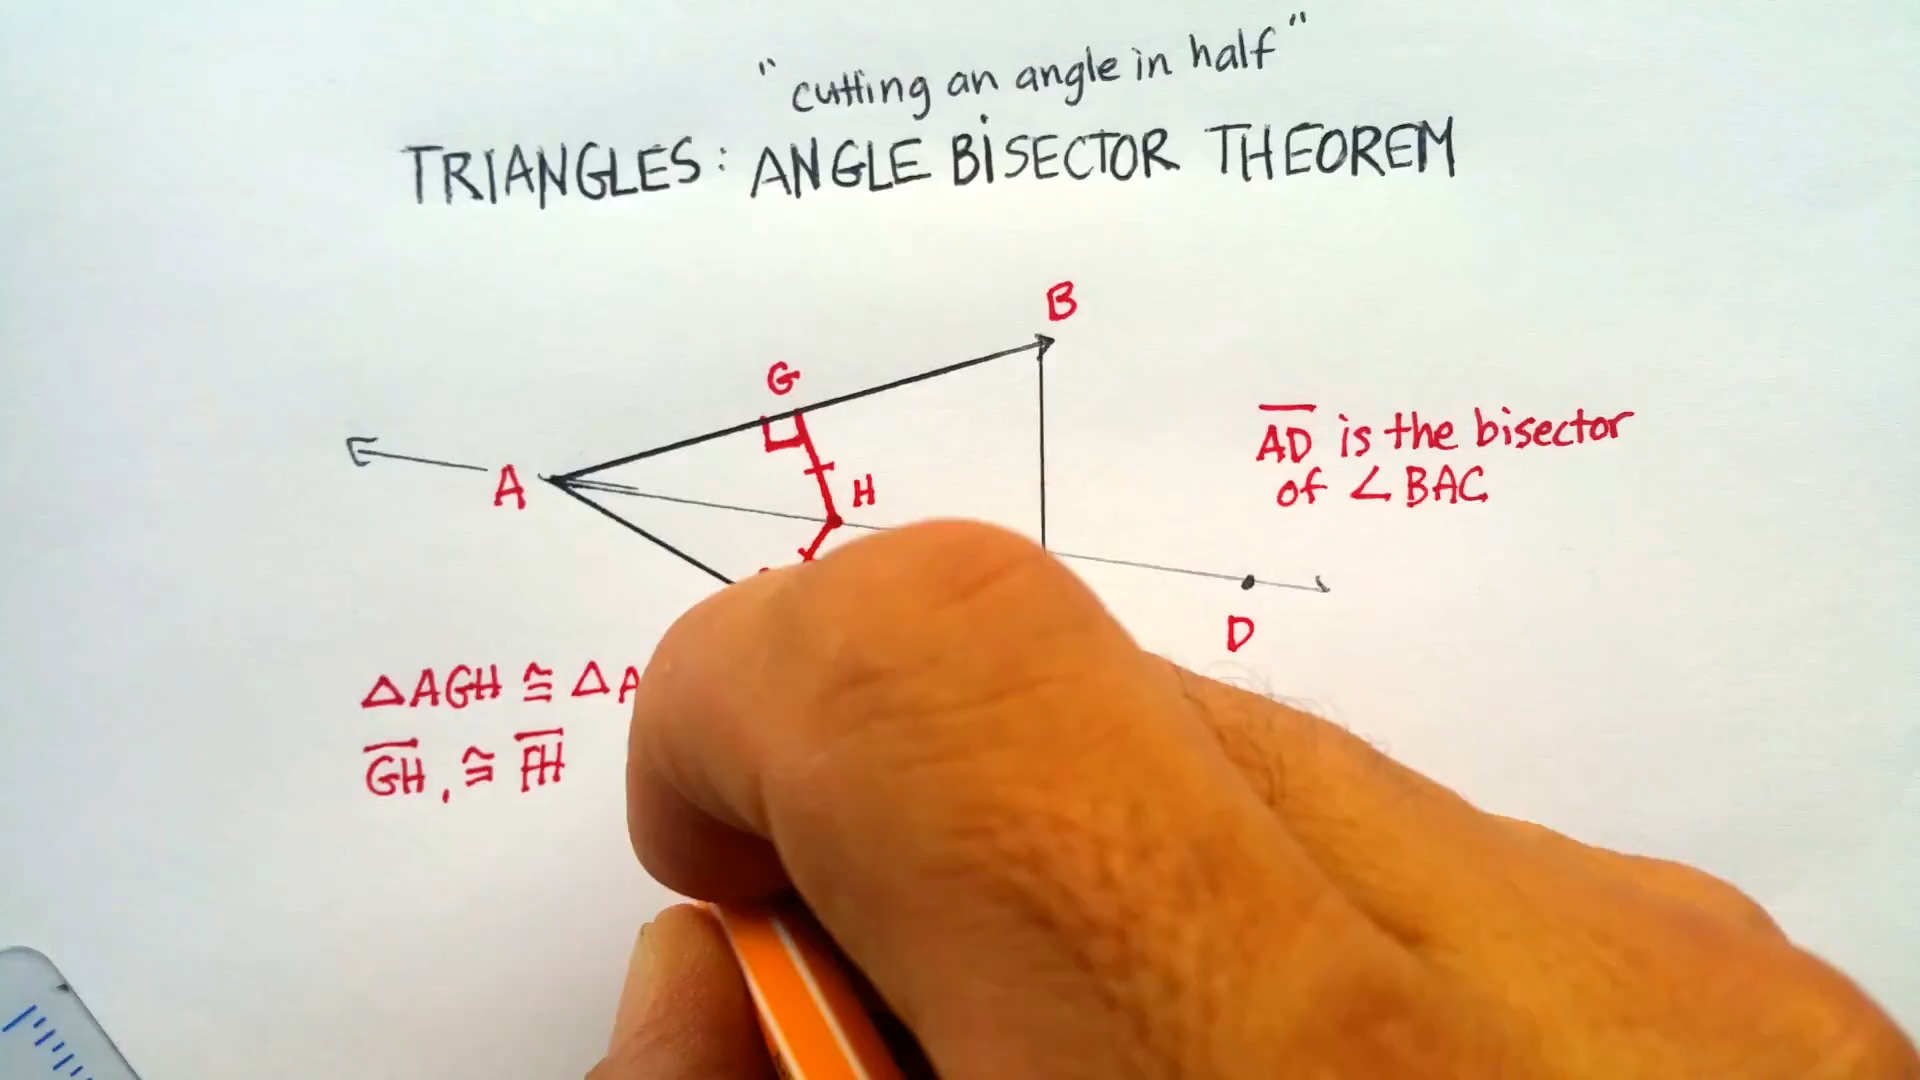 "cutting an angle in half"
TRIANGLES: ANGLE BISECTOR THEOREM
B
G
A
H
D
AD is the bisector
of ∠BAC
△AGH ≅ △A
GH, ≅ FH